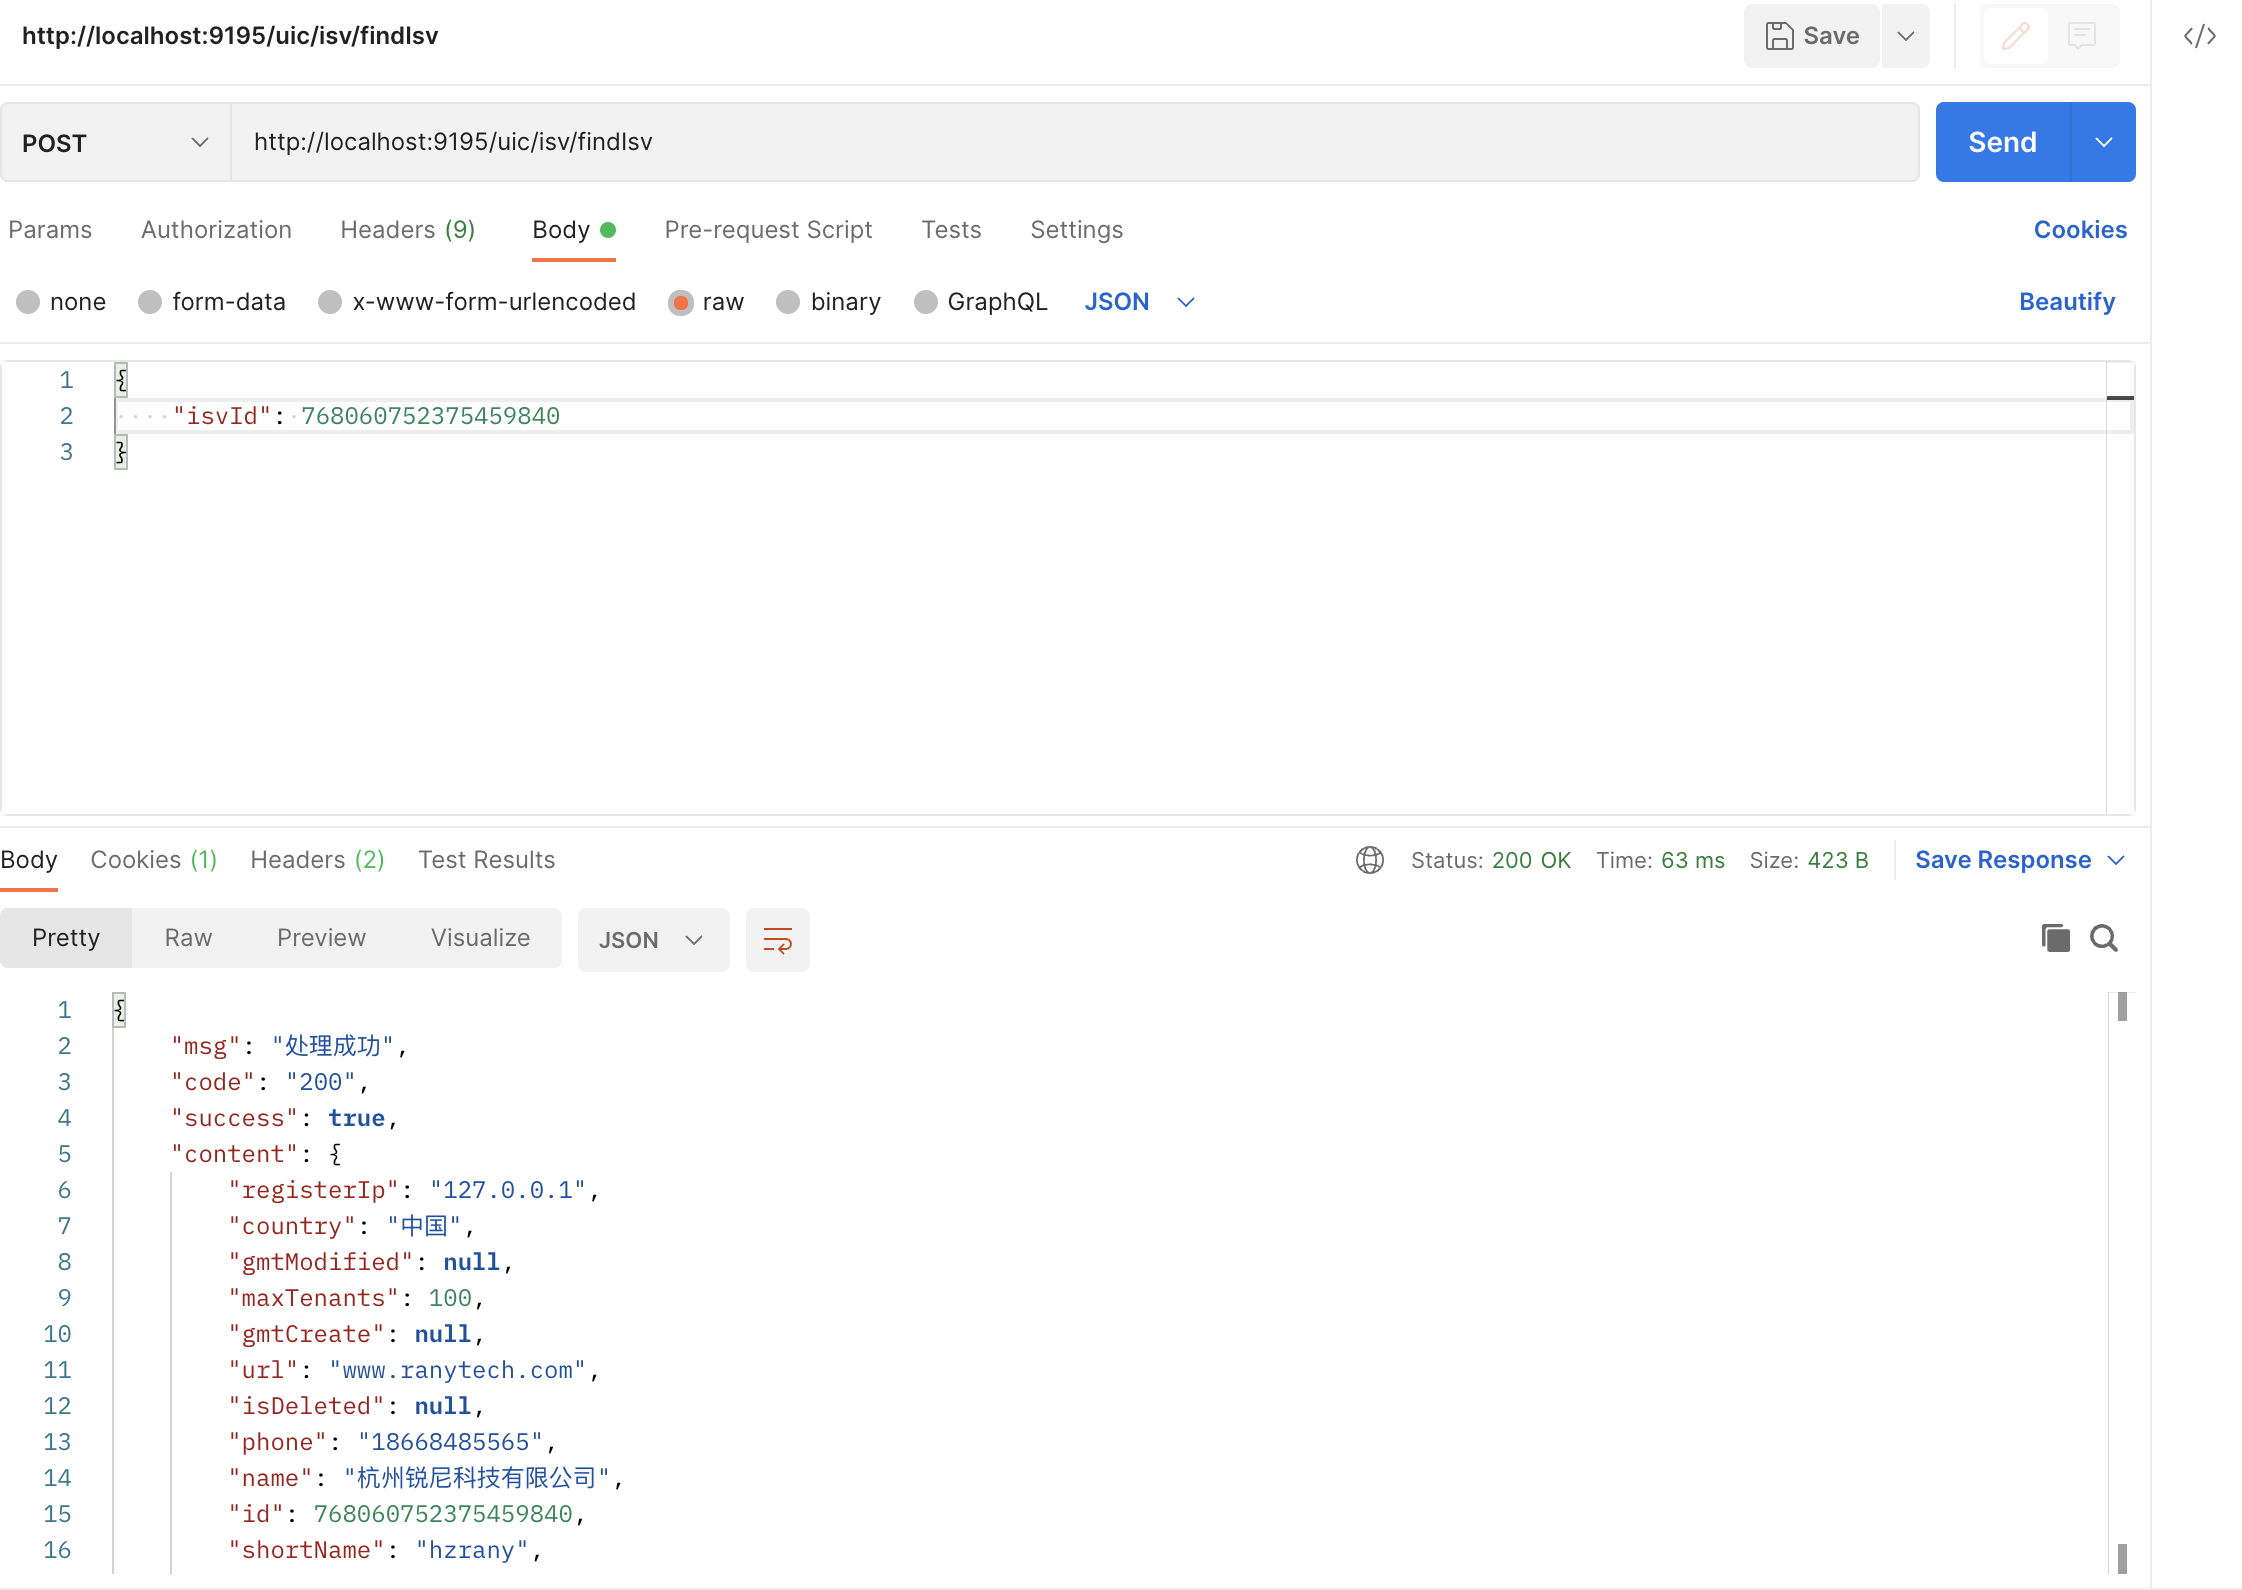 http://localhost:9195/uic/isv/findIsv
Save
POST
http://localhost:9195/uic/isv/findIsv
Send
Params Authorization Headers (9) Body Pre-request Script Tests Settings Cookies
none form-data x-www-form-urlencoded raw binary GraphQL JSON Beautify
1 {
2 "isvId": 768060752375459840
3 }
Body Cookies (1) Headers (2) Test Results Status: 200 OK Time: 63 ms Size: 423 B Save Response
Pretty Raw Preview Visualize JSON
1 {
2 "msg": "处理成功",
3 "code": "200",
4 "success": true,
5 "content": {
6 "registerIp": "127.0.0.1",
7 "country": "中国",
8 "gmtModified": null,
9 "maxTenants": 100,
10 "gmtCreate": null,
11 "url": "www.ranytech.com",
12 "isDeleted": null,
13 "phone": "18668485565",
14 "name": "杭州锐尼科技有限公司",
15 "id": 768060752375459840,
16 "shortName": "hzrany",